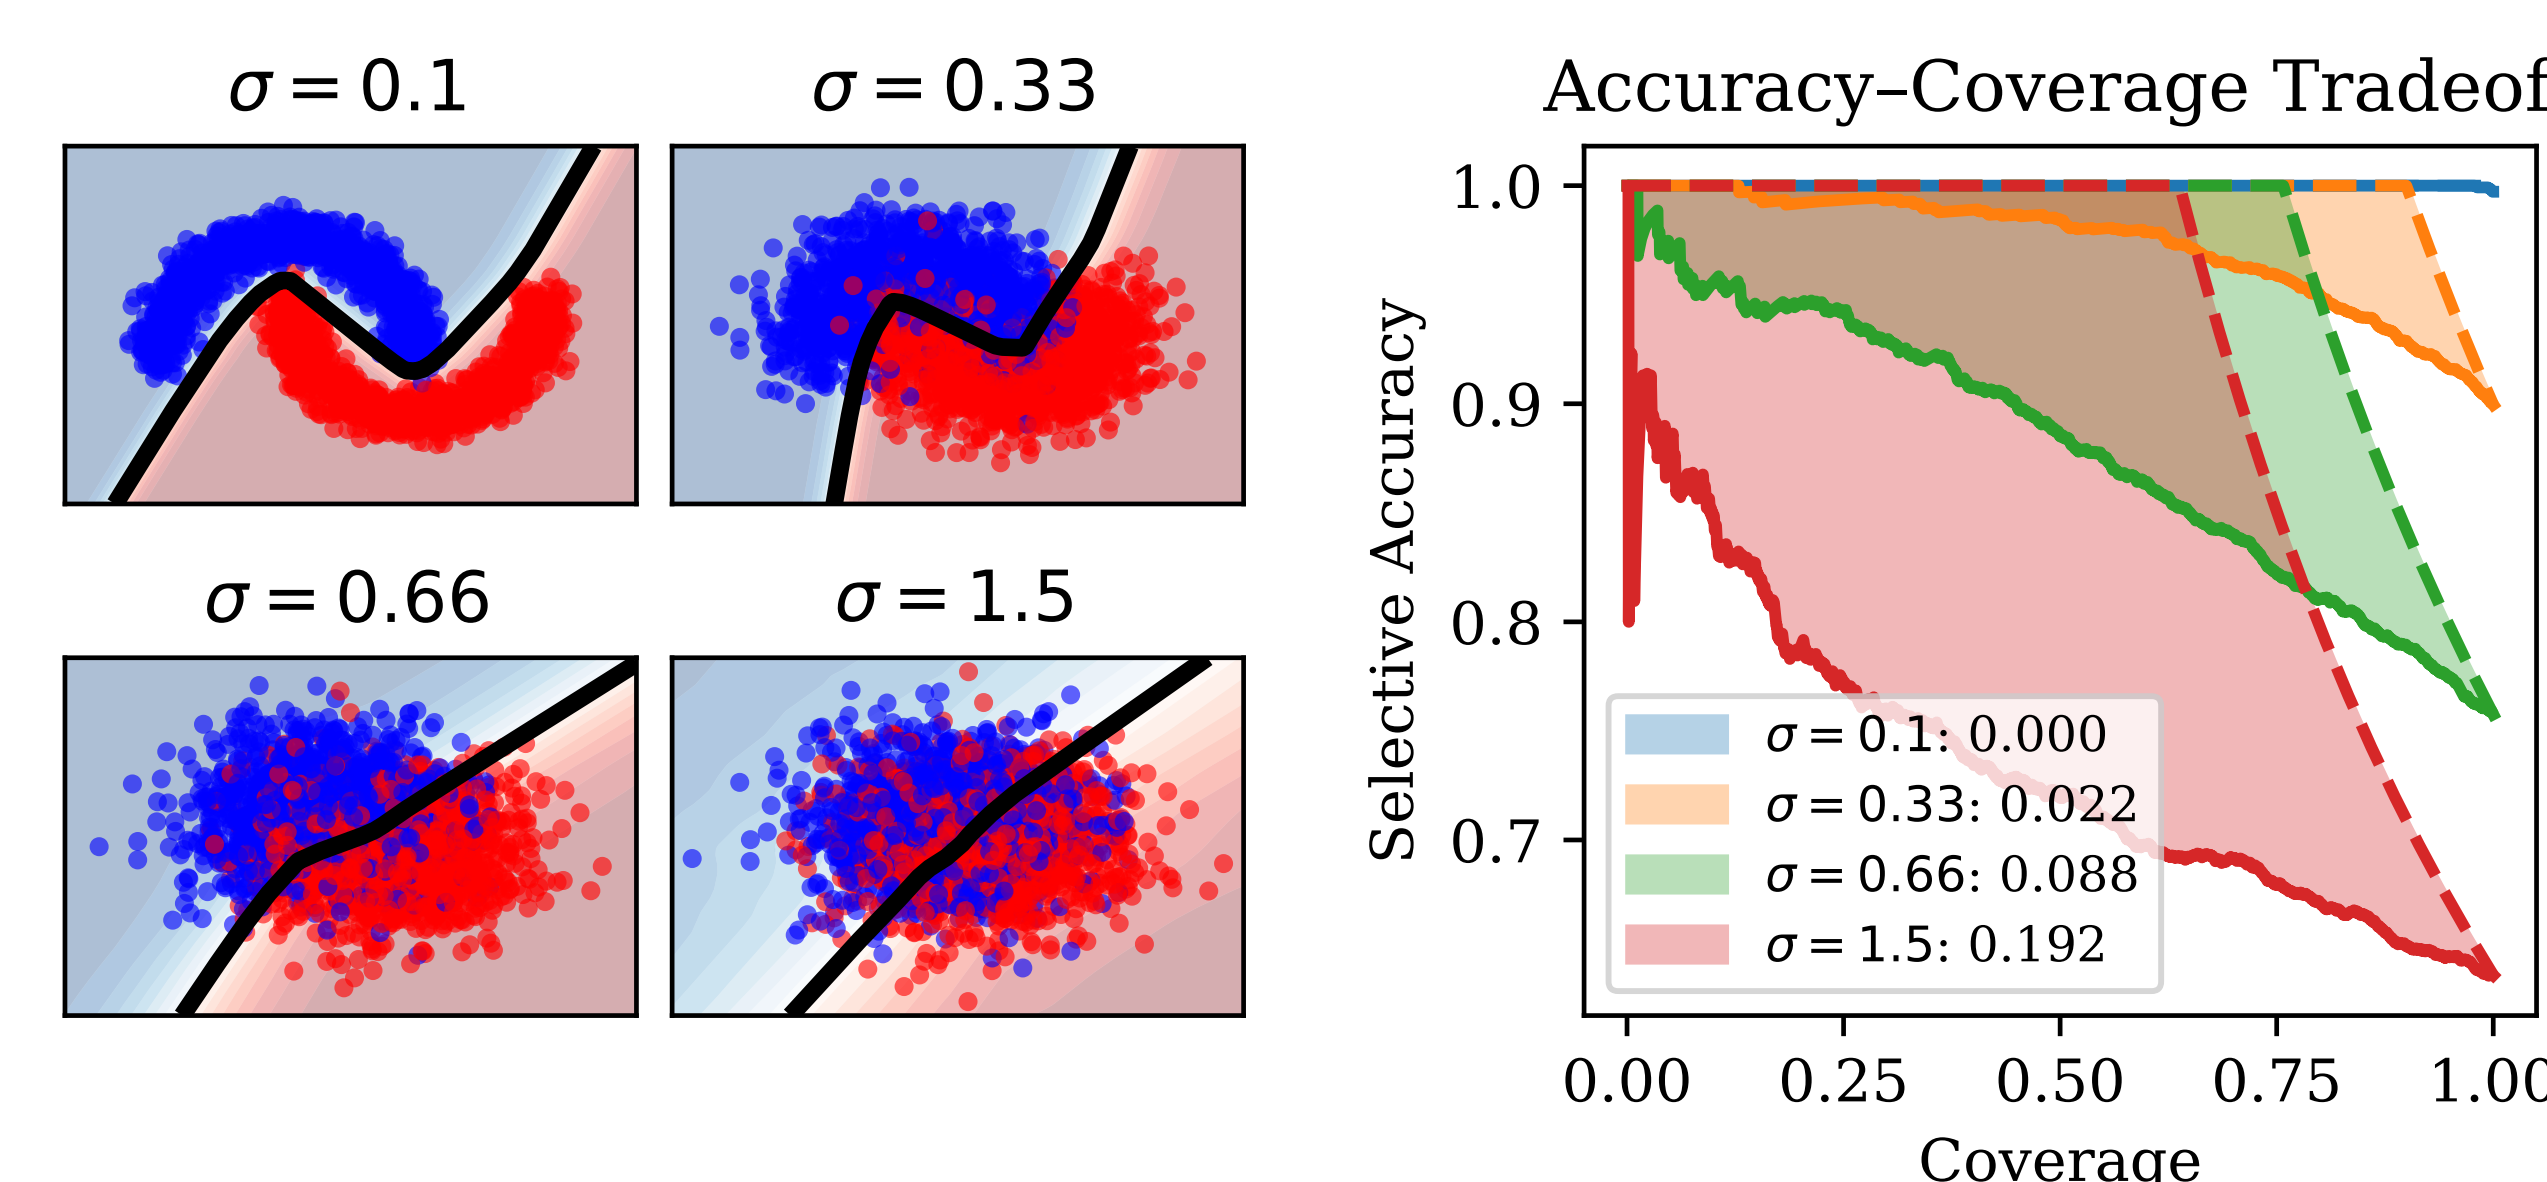 σ = 0.1
σ = 0.33
σ = 0.66
σ = 1.5
Accuracy–Coverage Tradeof
Selective Accuracy
1.0
0.9
0.8
0.7
σ = 0.1: 0.000
σ = 0.33: 0.022
σ = 0.66: 0.088
σ = 1.5: 0.192
0.00 0.25 0.50 0.75 1.00
Coverage